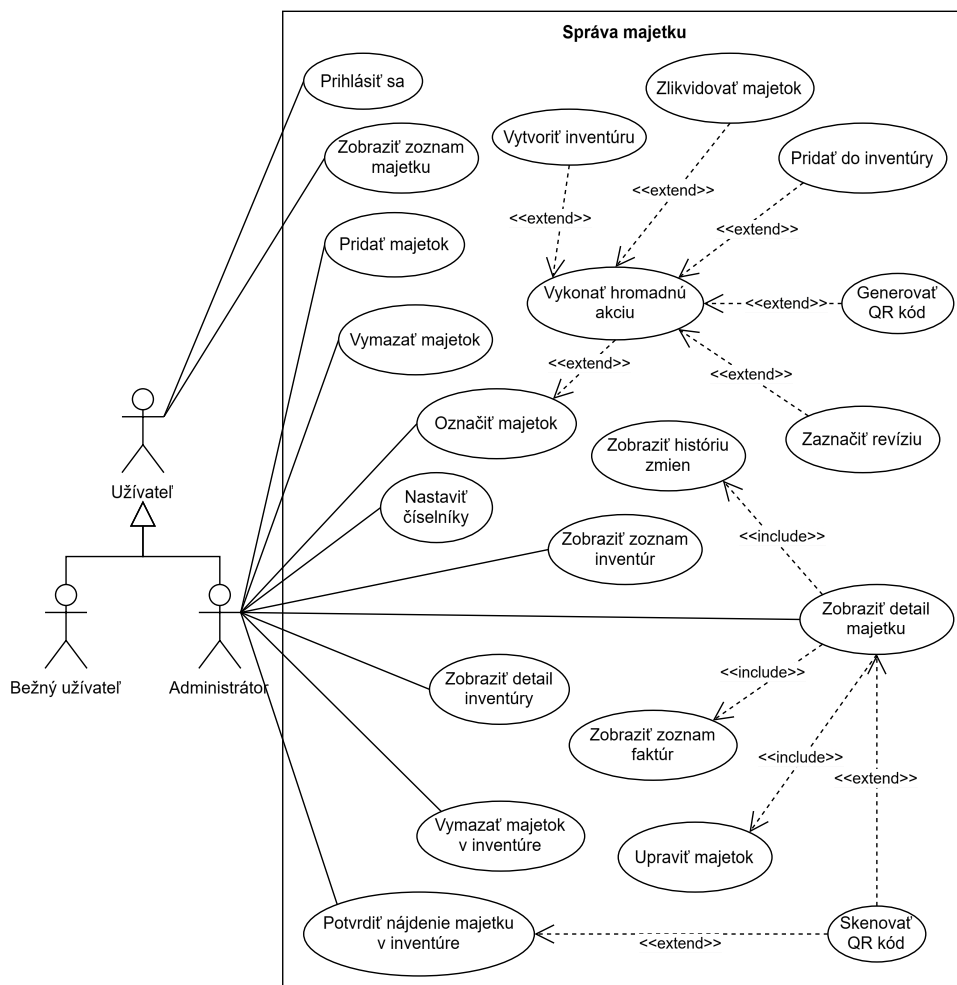 Správa majetku
Prihlásiť sa
Zlikvidovať majetok
Vytvoriť inventúru
Zobraziť zoznam
majetku
Pridať do inventúry
<<extend>>
<<extend>>
<<extend>>
Pridať majetok
Vykonať hromadnú
akciu
<<extend>>
Generovať
QR kód
Vymazať majetok
<<extend>>
<<extend>>
Označiť majetok
Zobraziť históriu
zmien
Zaznačiť revíziu
Užívateľ
Nastaviť
číselníky
Zobraziť zoznam
inventúr
<<include>>
Zobraziť detail
majetku
Bežný užívateľ
Administrátor
Zobraziť detail
inventúry
<<include>>
Zobraziť zoznam
faktúr
<<include>>
<<extend>>
Vymazať majetok
v inventúre
Upraviť majetok
Potvrdiť nájdenie majetku
v inventúre
<<extend>>
Skenovať
QR kód